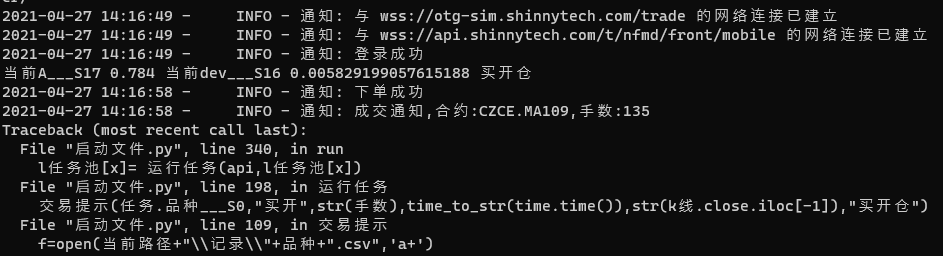 2021-04-27 14:16:49 -     INFO - 通知: 与 wss://otg-sim.shinnytech.com/trade 的网络连接已建立
2021-04-27 14:16:49 -     INFO - 通知: 与 wss://api.shinnytech.com/t/nfmd/front/mobile 的网络连接已建立
2021-04-27 14:16:49 -     INFO - 通知: 登录成功
当前A___S17 0.784 当前dev___S16 0.005829199057615188 买开仓
2021-04-27 14:16:58 -     INFO - 通知: 下单成功
2021-04-27 14:16:58 -     INFO - 通知: 成交通知,合约:CZCE.MA109,手数:135
Traceback (most recent call last):
  File "启动文件.py", line 340, in run
    l任务池[x]= 运行任务(api,l任务池[x])
  File "启动文件.py", line 198, in 运行任务
    交易提示(任务.品种___S0,"买开",str(手数),time_to_str(time.time()),str(k线.close.iloc[-1]),"买开仓")
  File "启动文件.py", line 109, in 交易提示
    f=open(当前路径+"\\记录\\"+品种+".csv",'a+')